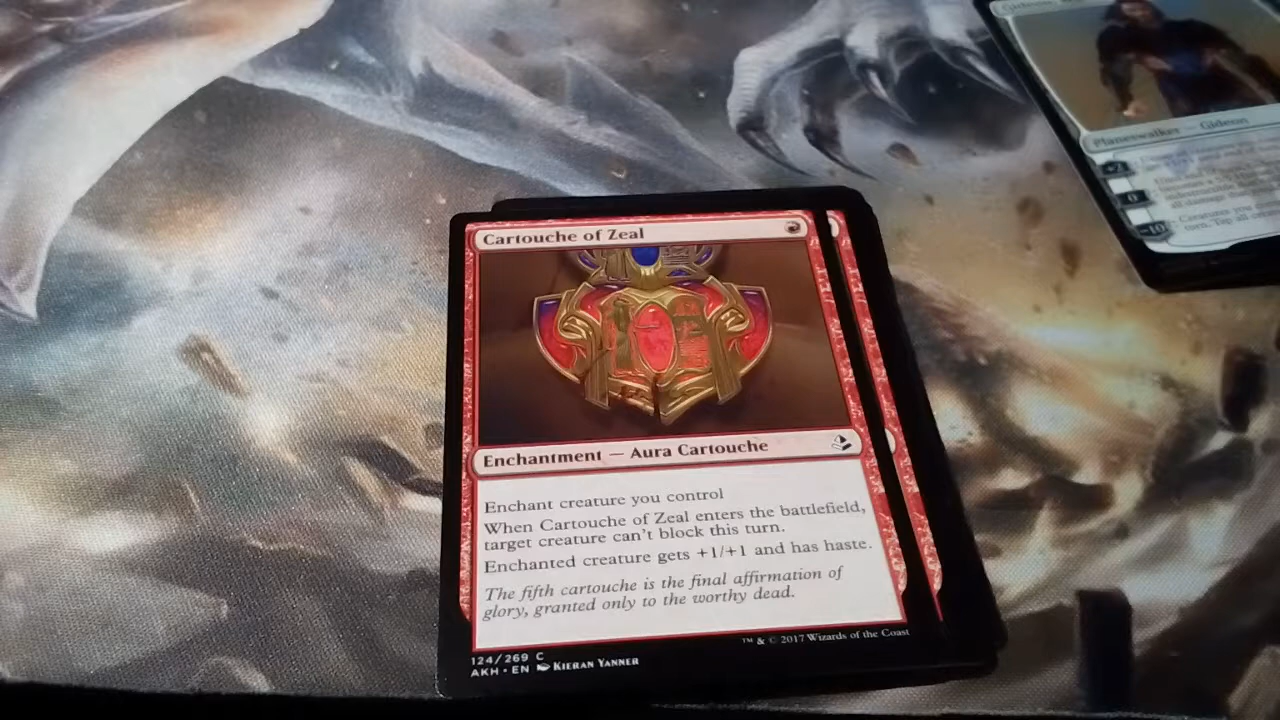 Cartouche of Zeal
Enchantment — Aura Cartouche
Enchant creature you control
When Cartouche of Zeal enters the battlefield,
target creature can't block this turn.
Enchanted creature gets +1/+1 and has haste.
The fifth cartouche is the final affirmation of
glory, granted only to the worthy dead.
™ & © 2017 Wizards of the Coast
124/269 C
AKH • EN Kieran Yanner
Planeswalker — Gideon
0
-10